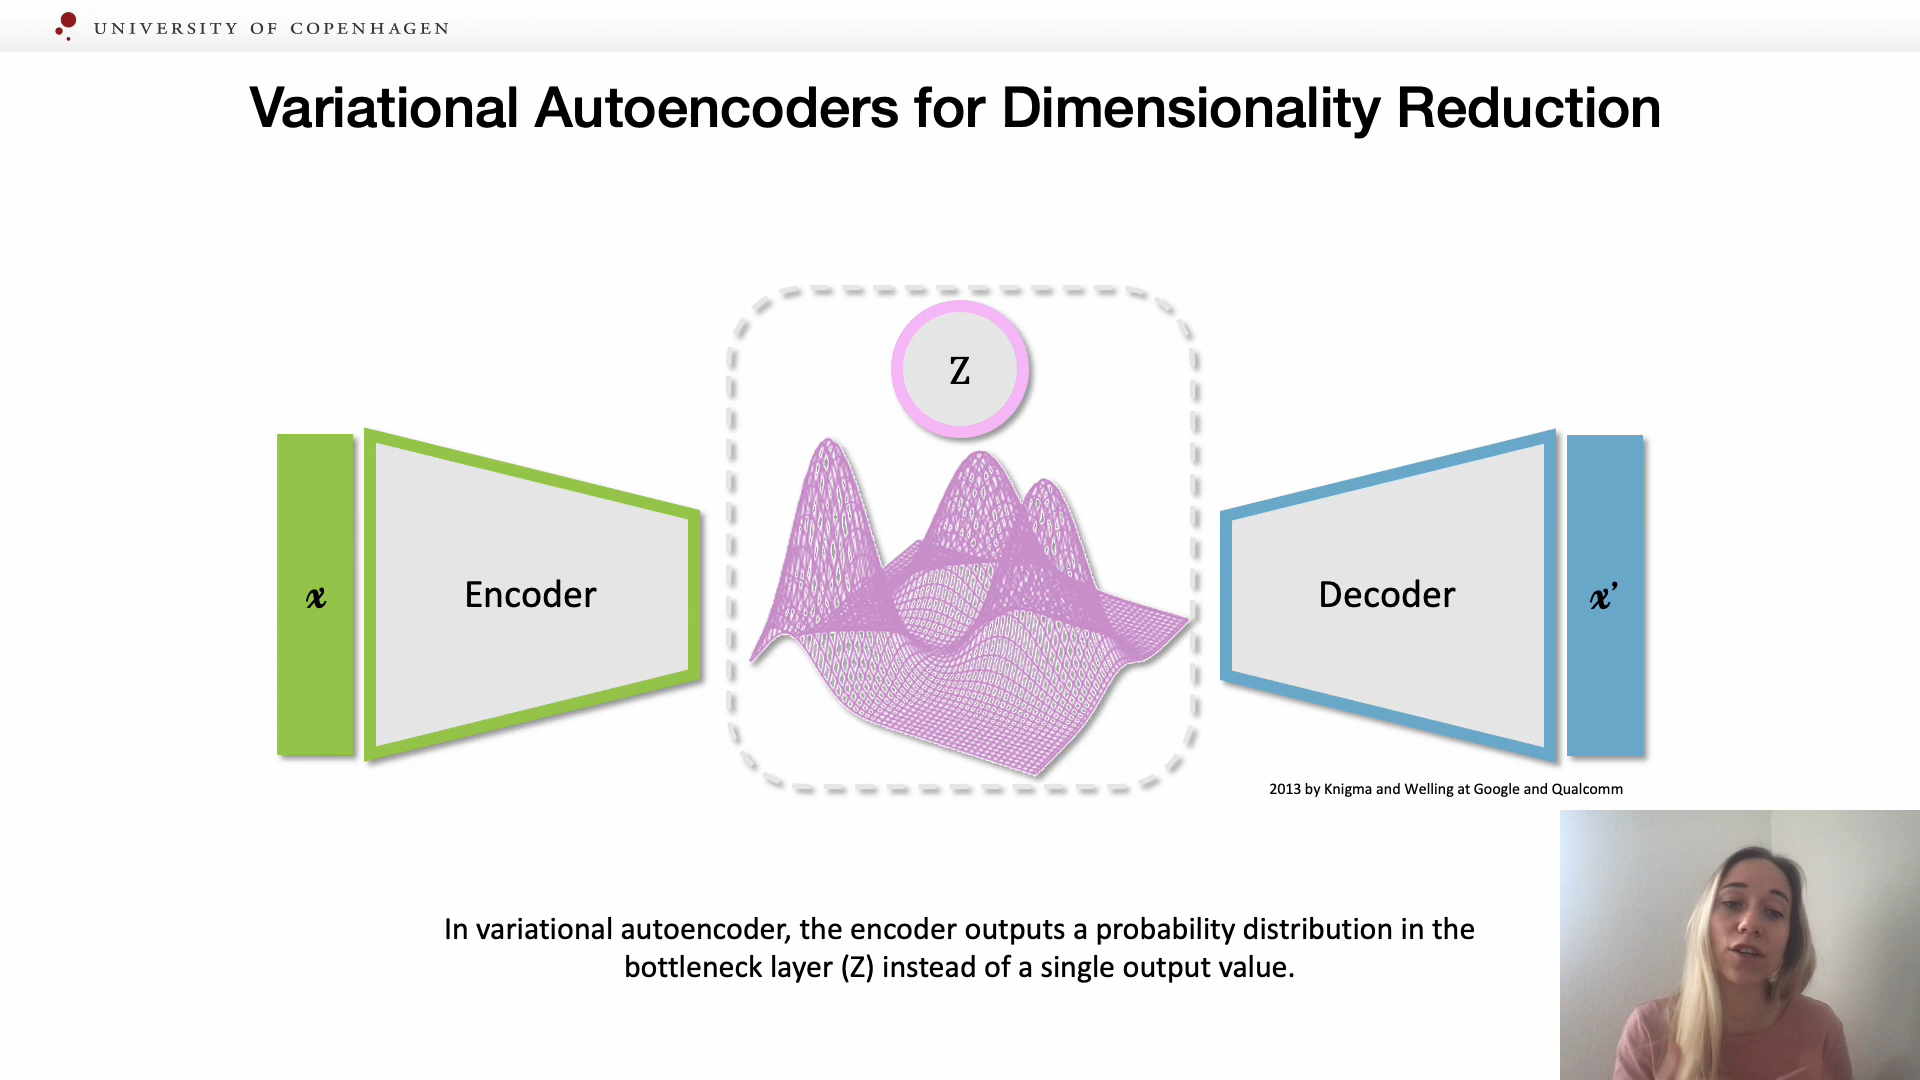 UNIVERSITY OF COPENHAGEN
Variational Autoencoders for Dimensionality Reduction
Z
x
Encoder
Decoder
x’
2013 by Knigma and Welling at Google and Qualcomm
In variational autoencoder, the encoder outputs a probability distribution in the
bottleneck layer (Z) instead of a single output value.